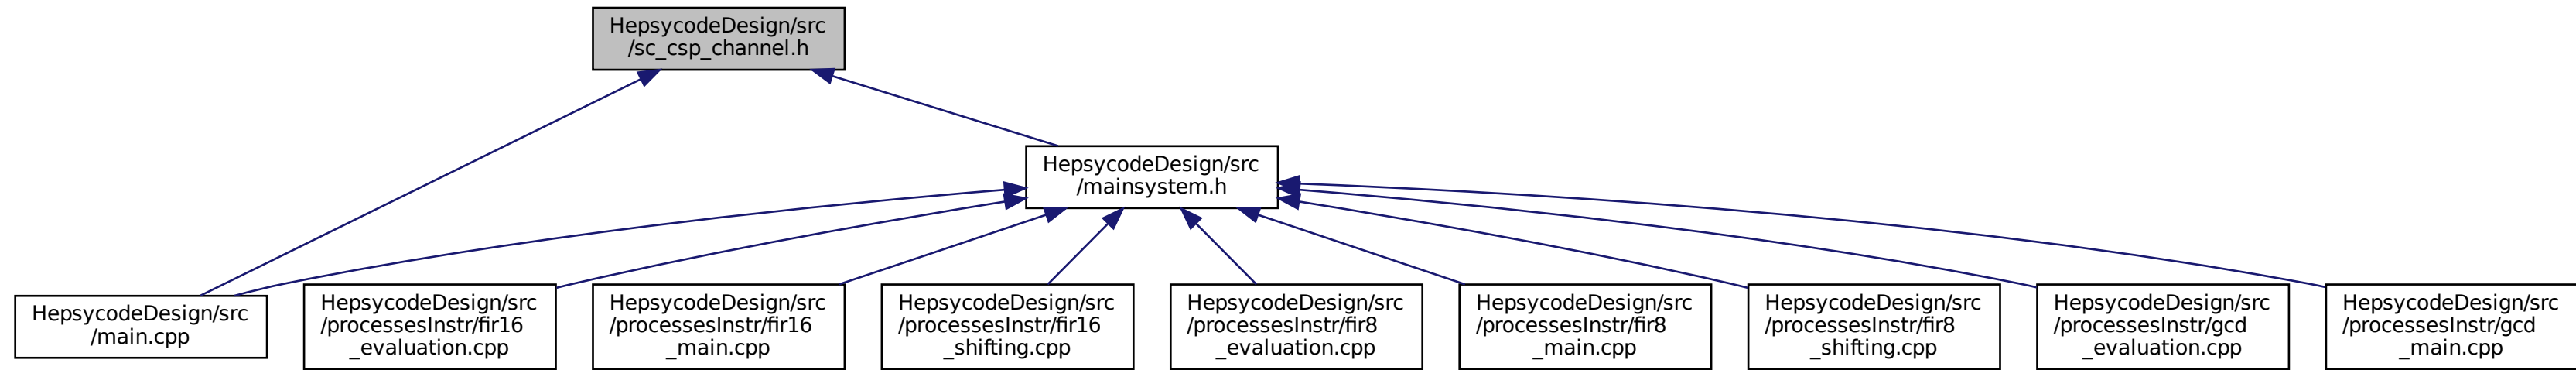 HepsycodeDesign/src
/sc_csp_channel.h
HepsycodeDesign/src
/mainsystem.h
HepsycodeDesign/src
/main.cpp
HepsycodeDesign/src
/processesInstr/fir16
_evaluation.cpp
HepsycodeDesign/src
/processesInstr/fir16
_main.cpp
HepsycodeDesign/src
/processesInstr/fir16
_shifting.cpp
HepsycodeDesign/src
/processesInstr/fir8
_evaluation.cpp
HepsycodeDesign/src
/processesInstr/fir8
_main.cpp
HepsycodeDesign/src
/processesInstr/fir8
_shifting.cpp
HepsycodeDesign/src
/processesInstr/gcd
_evaluation.cpp
HepsycodeDesign/src
/processesInstr/gcd
_main.cpp